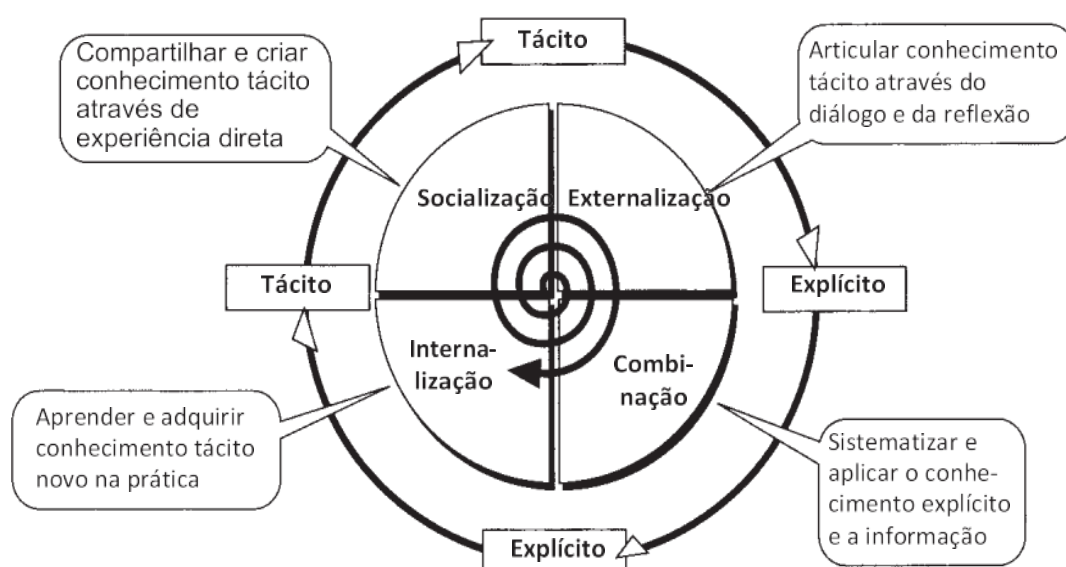 Tácito
Compartilhar e criar
conhecimento tácito
através de
experiência direta
Articular conhecimento
tácito através do
diálogo e da reflexão
Socialização
Externalização
Tácito
Explícito
Interna-
lização
Combi-
nação
Aprender e adquirir
conhecimento tácito
novo na prática
Sistematizar e
aplicar o conhe-
cimento explícito
e a informação
Explícito